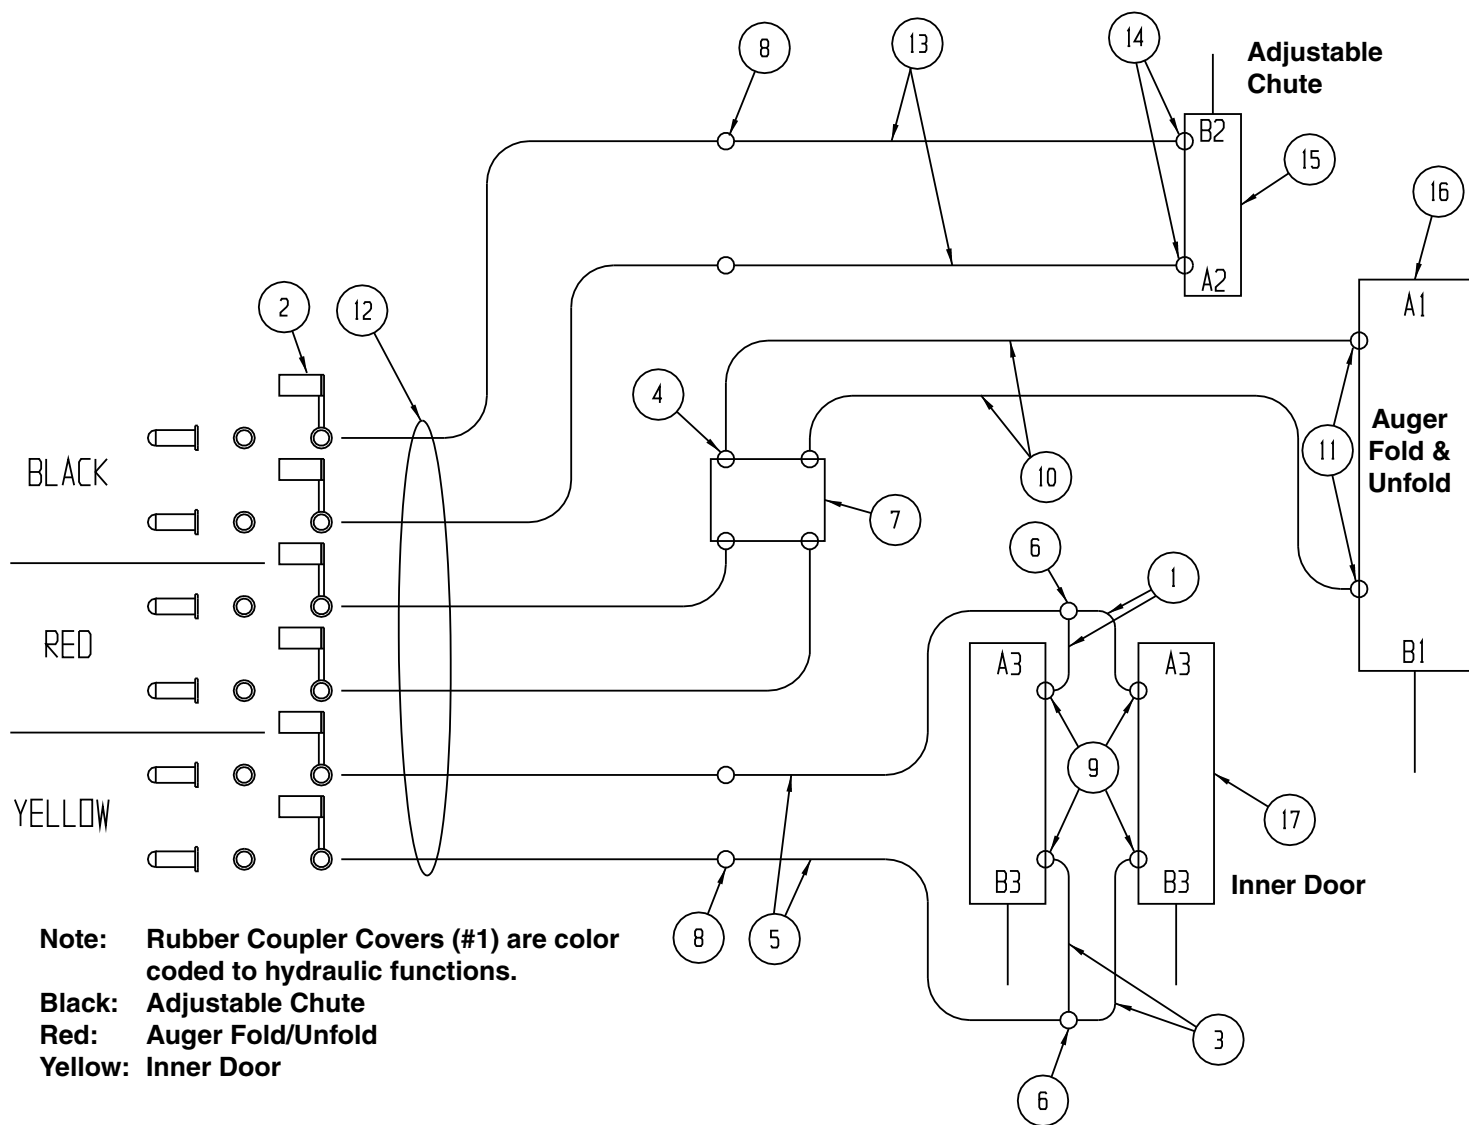 8
13
14
Adjustable
Chute
B2
15
16
A2
A1
2
12
4
Auger
Fold &
Unfold
11
10
BLACK
7
6
1
RED
A3
A3
B1
9
YELLOW
17
B3
B3
Inner Door
8
5
3
6
Note: Rubber Coupler Covers (#1) are color
coded to hydraulic functions.
Black: Adjustable Chute
Red: Auger Fold/Unfold
Yellow: Inner Door